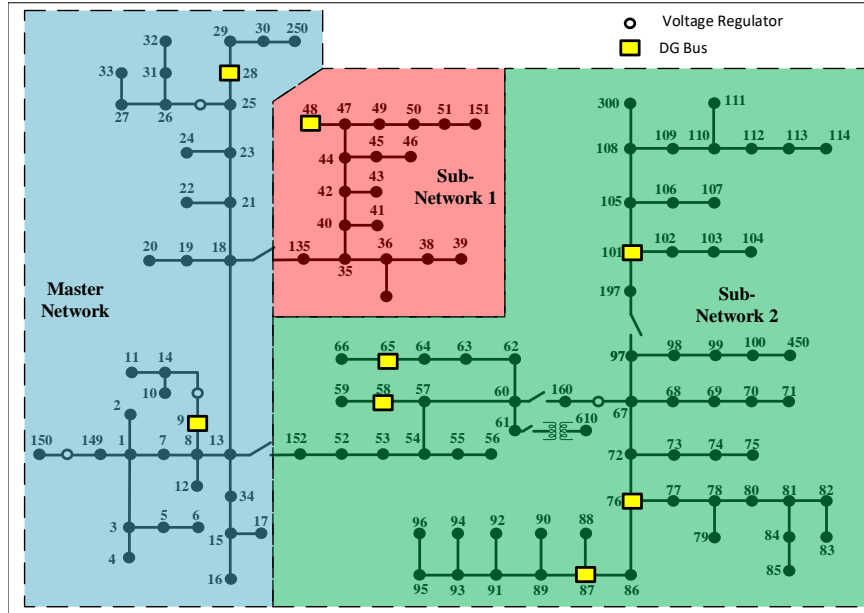 Voltage Regulator
DG Bus
32 29 30 250
33 31 28
27 26 25
24 23
22 21
20 19 18
Master
Network
11 14
10
2 9
150 149 1 7 8 13
12
34
3 5 6 15 17
4 16
48 47 49 50 51 151
44 45 46
42 43
40 41
Sub-
Network 1
135 35 36 38 39
300 111
108 109 110 112 113 114
105 106 107
101 102 103 104
197
Sub-
Network 2
97 98 99 100 450
66 65 64 63 62
59 58 57 60 160 67 68 69 70 71
61 610
152 52 53 54 55 56
72 73 74 75
76 77 78 80 81 82
79 84 83
85
96 94 92 90 88
95 93 91 89 87 86